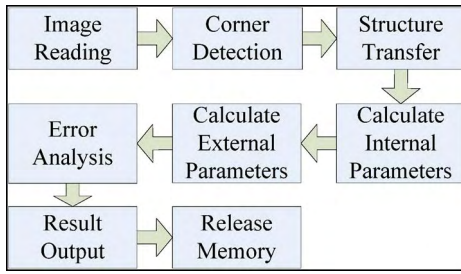 Image
Reading
Corner
Detection
Structure
Transfer
Calculate
Internal
Parameters
Calculate
External
Parameters
Error
Analysis
Result
Output
Release
Memory